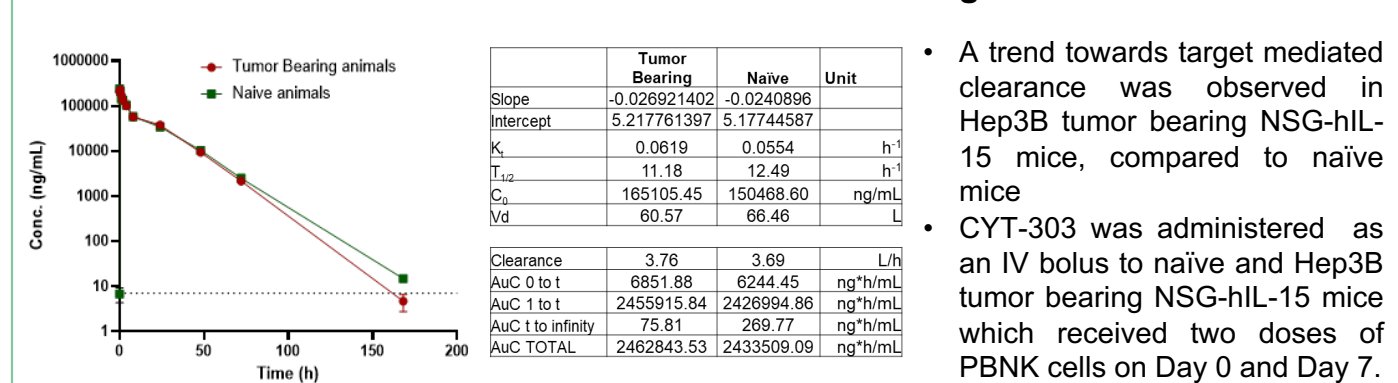 1000000
100000
10000
1000
100
10
1
0
50
100
150
200
Conc. (ng/mL)
Time (h)
Tumor Bearing animals
Naive animals
Tumor
Bearing Naïve Unit
Slope -0.026921402 -0.0240896
Intercept 5.217761397 5.17744587
Kt 0.0619 0.0554 h-1
T1/2 11.18 12.49 h-1
C0 165105.45 150468.60 ng/mL
Vd 60.57 66.46 L
Clearance 3.76 3.69 L/h
AuC 0 to t 6851.88 6244.45 ng*h/mL
AuC 1 to t 2455915.84 2426994.86 ng*h/mL
AuC t to infinity 75.81 269.77 ng*h/mL
AuC TOTAL 2462843.53 2433509.09 ng*h/mL
• A trend towards target mediated
clearance was observed in
Hep3B tumor bearing NSG-hIL-
15 mice, compared to naïve
mice
• CYT-303 was administered as
an IV bolus to naïve and Hep3B
tumor bearing NSG-hIL-15 mice
which received two doses of
PBNK cells on Day 0 and Day 7.